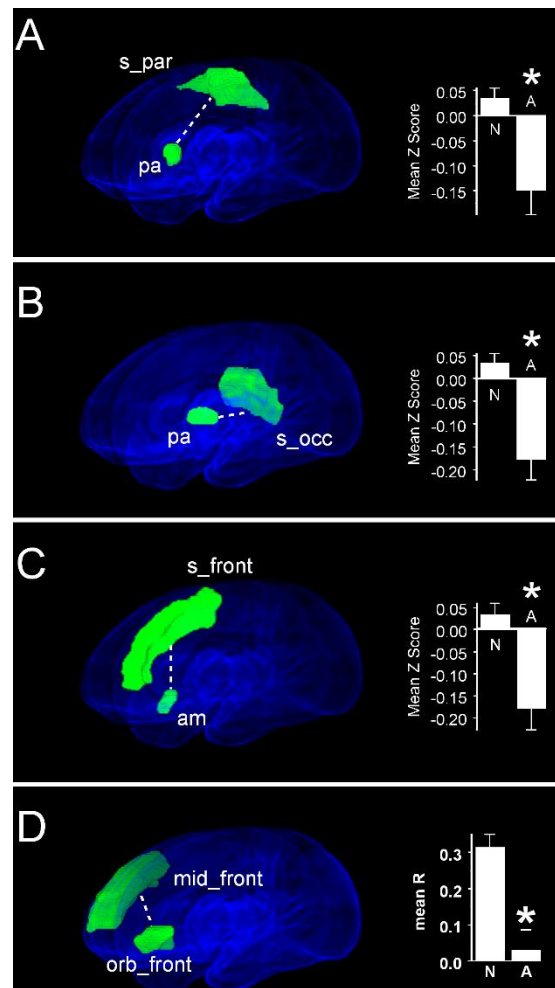 A
s_par
pa
Mean Z Score
0.05
0.00
-0.05
-0.10
-0.15
N
*
A
B
pa
s_occ
Mean Z Score
0.05
0.00
-0.05
-0.10
-0.15
-0.20
N
*
A
C
s_front
am
Mean Z Score
0.05
0.00
-0.05
-0.10
-0.15
-0.20
N
*
A
D
mid_front
orb_front
mean R
0.3
0.2
0.1
0.0
*
N A